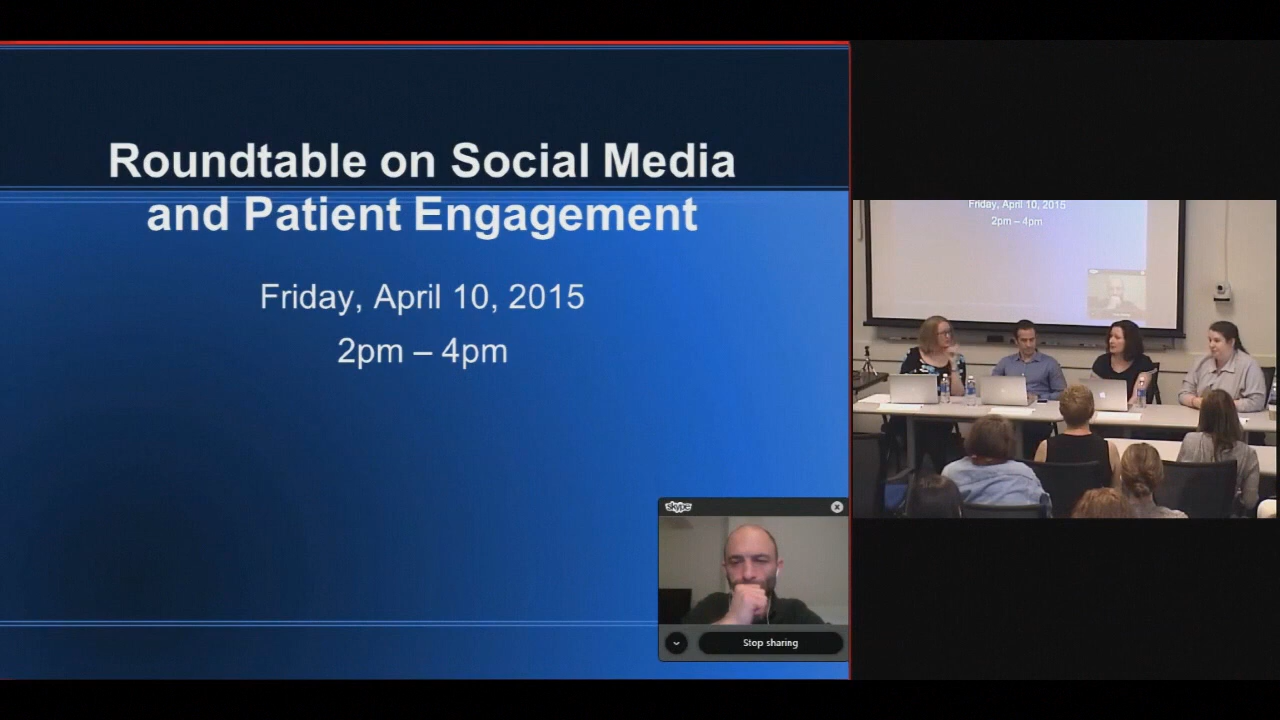 Roundtable on Social Media
and Patient Engagement
Friday, April 10, 2015
2pm – 4pm
skype
Stop sharing
Friday, April 10, 2015
2pm – 4pm